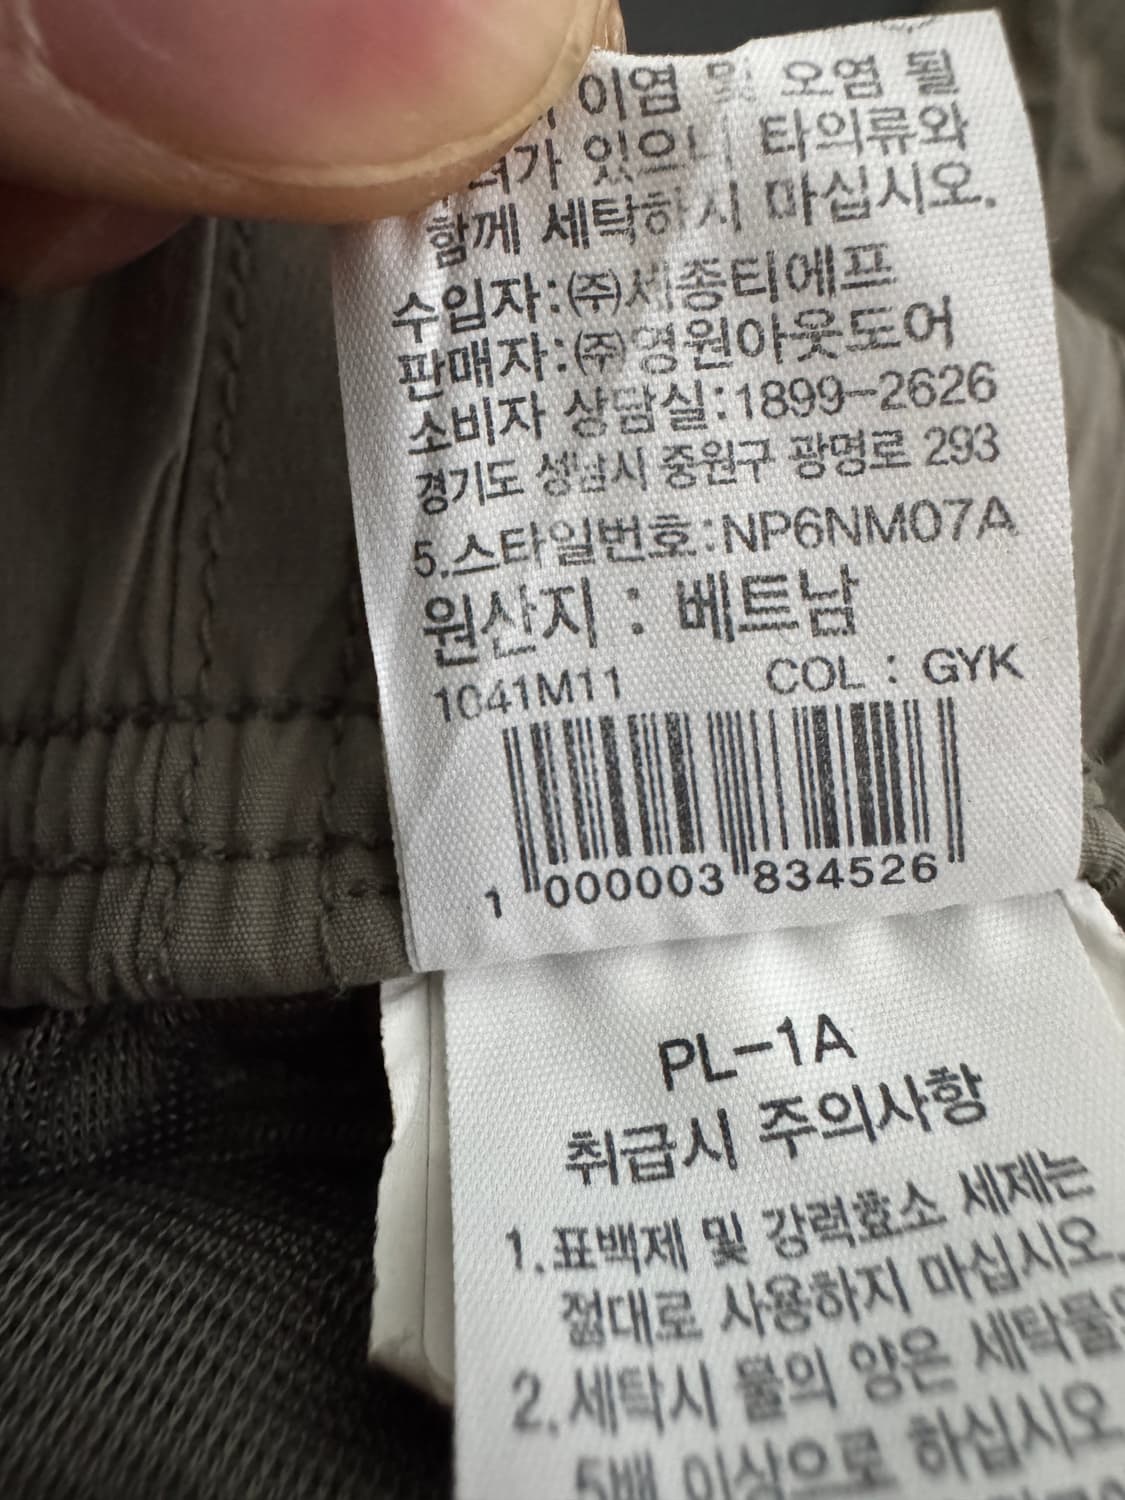 이염 및 오염 될
려가 있으니 타의류와
함께 세탁하지 마십시오.
수입자:㈜세종티에프
판매자:㈜영원아웃도어
소비자 상담실:1899-2626
경기도 성남시 중원구 광명로 293
5.스타일번호:NP6NM07A
원산지 : 베트남
1041M11 COL : GYK
1 000003 834526
PL-1A
취급시 주의사항
1.표백제 및 강력효소 세제는
절대로 사용하지 마십시오.
2.세탁시 물의 양은 세탁물의
5배 이상으로 하십시오